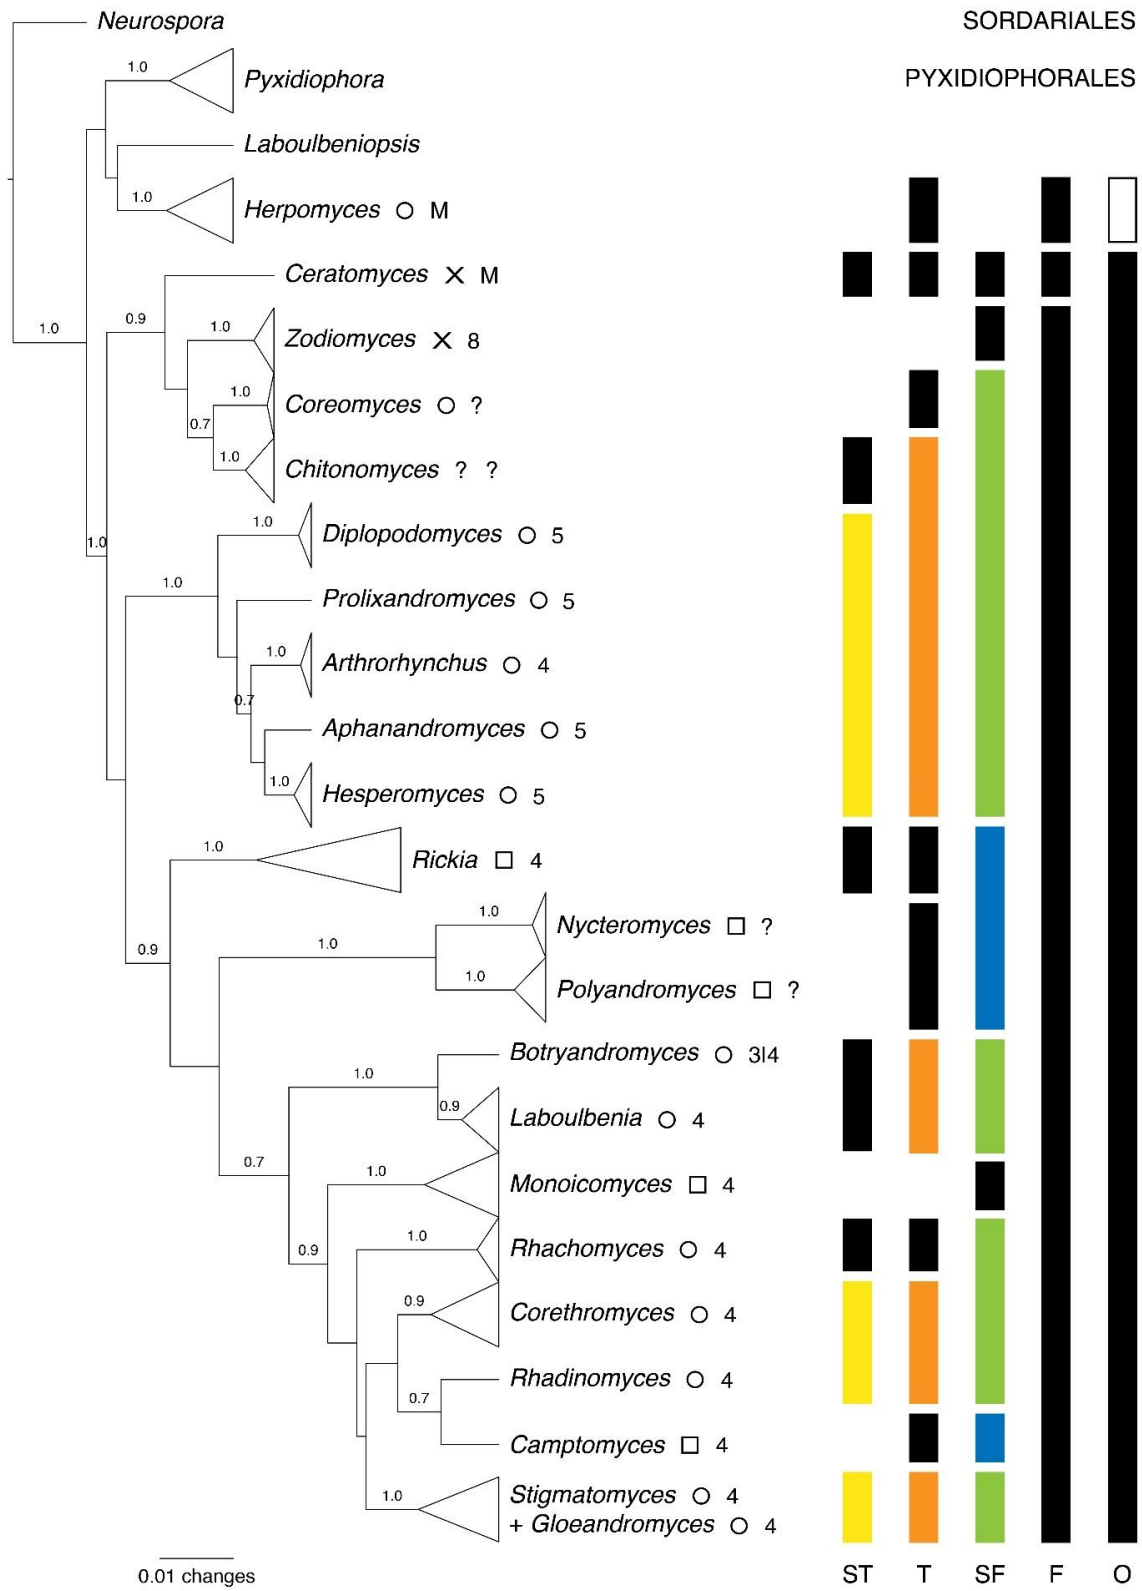 Neurospora SORDARIALES
1.0 Pyxidiophora PYXIDIOPHORALES
Laboulbeniopsis
1.0 Herpomyces M
Ceratomyces M
1.0 0.9 1.0 Zodiomyces 8
1.0 Coreomyces ?
0.7
1.0 Chitonomyces ? ?
1.0 Diplopodomyces 5
1.0
1.0 Prolixandromyces 5
1.0 Arthrorhynchus 4
0.7
Aphanandromyces 5
1.0 Hesperomyces 5
1.0 Rickia 4
1.0 Nycteromyces ?
0.9 1.0
1.0 Polyandromyces ?
Botryandromyces 3|4
1.0
0.9 Laboulbenia 4
0.7 1.0 Monoicomyces 4
0.9 1.0 Rhachomyces 4
0.9 Corethromyces 4
Rhadinomyces 4
0.7
Camptomyces 4
1.0 Stigmatomyces 4
+ Gloeandromyces 4
0.01 changes ST T SF F O